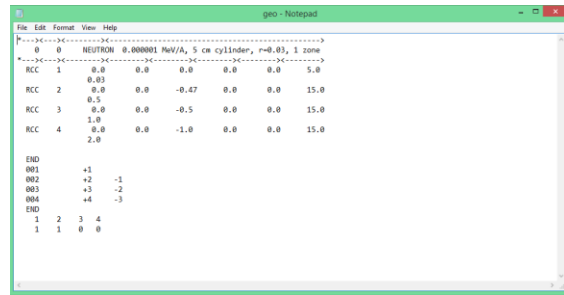 geo - Notepad
File Edit Format View Help
*---><--->< --------><------------------------------------------------>
    0    0    NEUTRON  0.000001 MeV/A, 5 cm cylinder, r=0.03, 1 zone
*---><---><--------><--------><--------><--------><--------><-------->
  RCC    1    0.0    0.0    0.0    0.0    0.0    5.0
              0.03
  RCC    2    0.0    0.0    -0.47    0.0    0.0    15.0
              0.5
  RCC    3    0.0    0.0    -0.5    0.0    0.0    15.0
              1.0
  RCC    4    0.0    0.0    -1.0    0.0    0.0    15.0
              2.0
  END
  001    +1
  002    +2    -1
  003    +3    -2
  004    +4    -3
  END
    1    2    3    4
    1    1    0    0